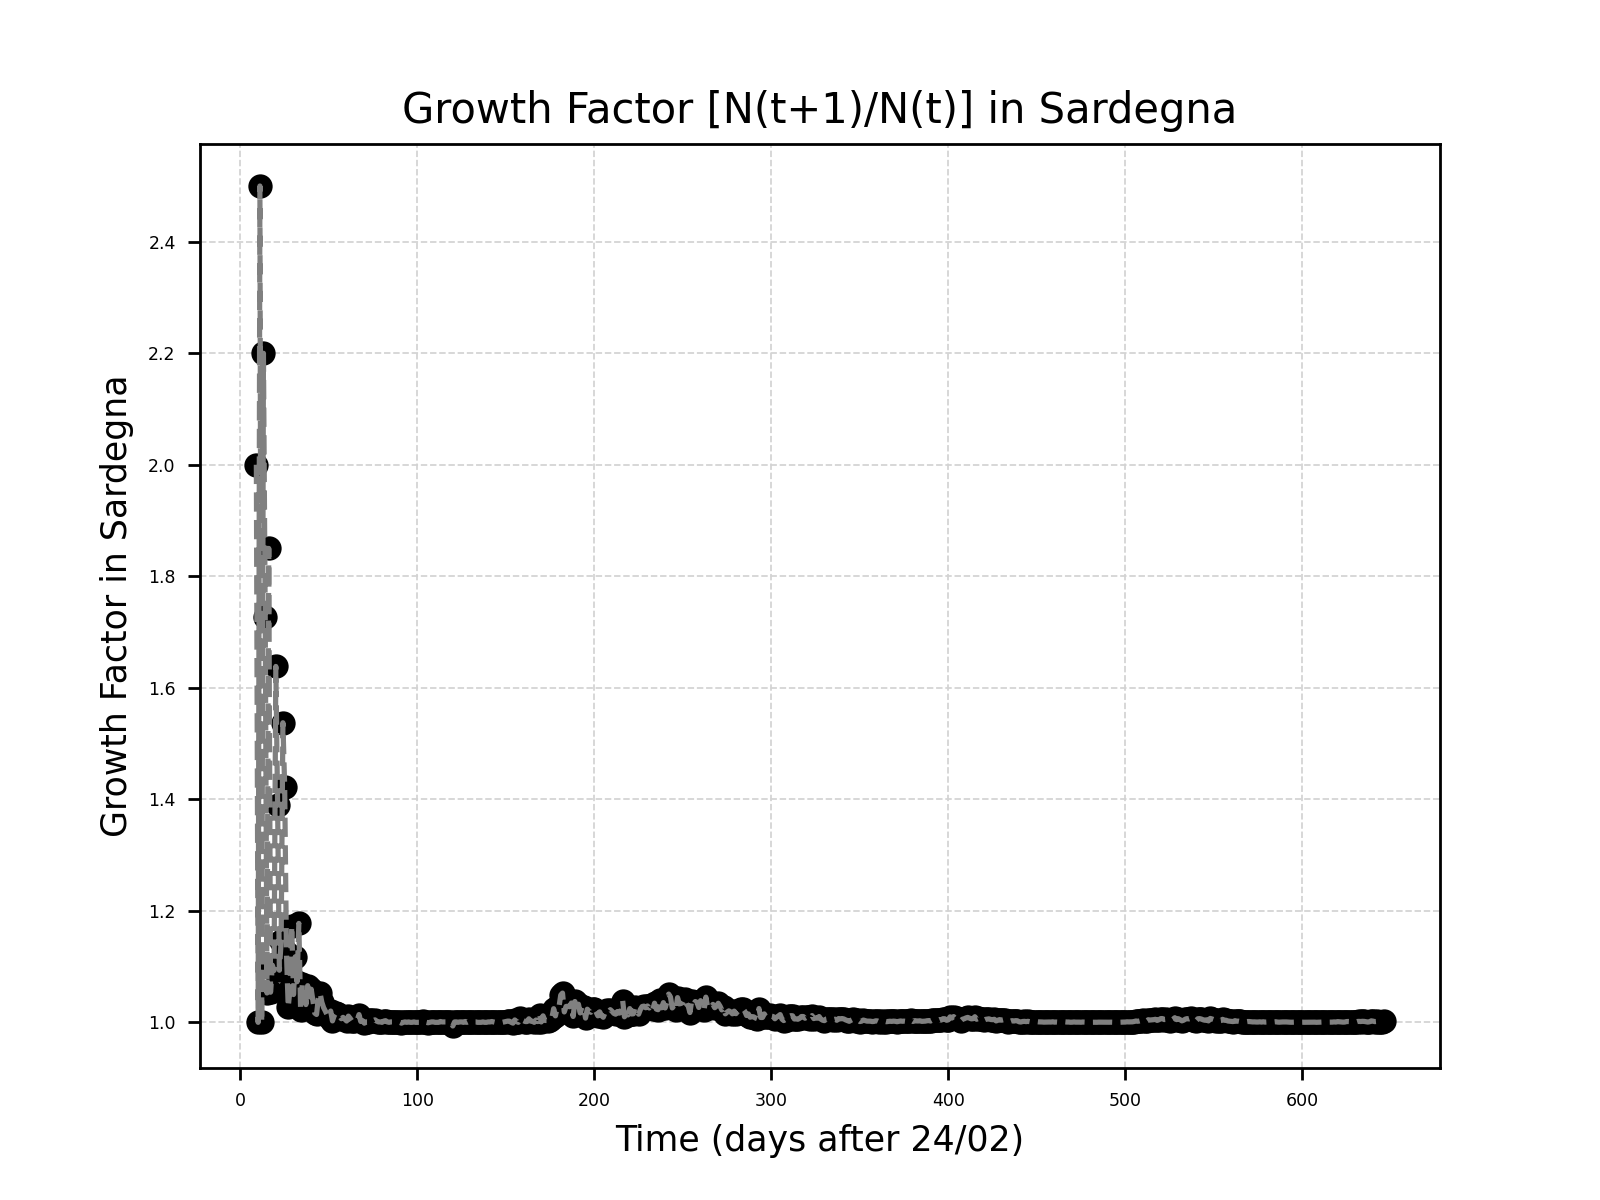 Growth Factor [N(t+1)/N(t)] in Sardegna
Growth Factor in Sardegna
2.4
2.2
2.0
1.8
1.6
1.4
1.2
1.0
0 100 200 300 400 500 600
Time (days after 24/02)